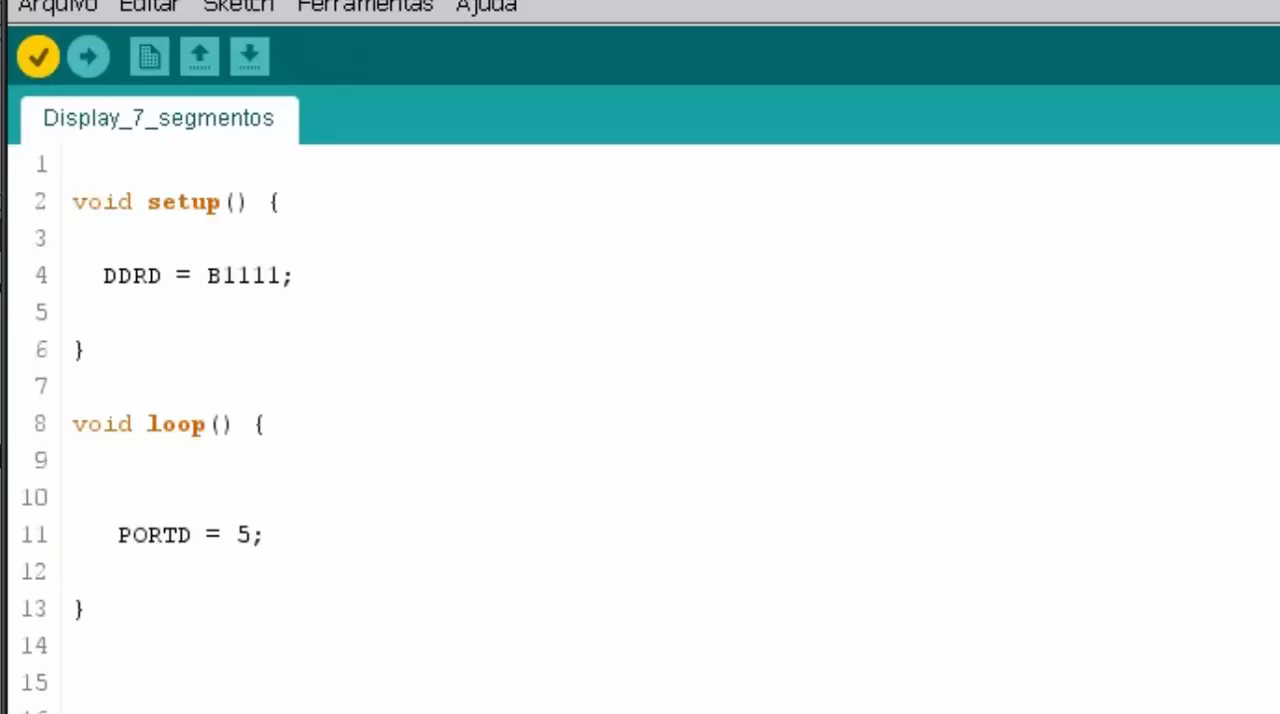 Arquivo Editar Sketch Ferramentas Ajuda
Display_7_segmentos
1
2 void setup() {
3
4 DDRD = B1111;
5
6 }
7
8 void loop() {
9
10
11 PORTD = 5;
12
13 }
14
15